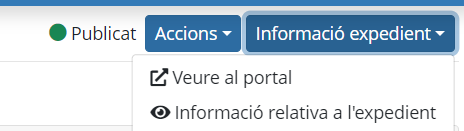 Publicat Accions Informació expedient
Veure al portal
Informació relativa a l'expedient